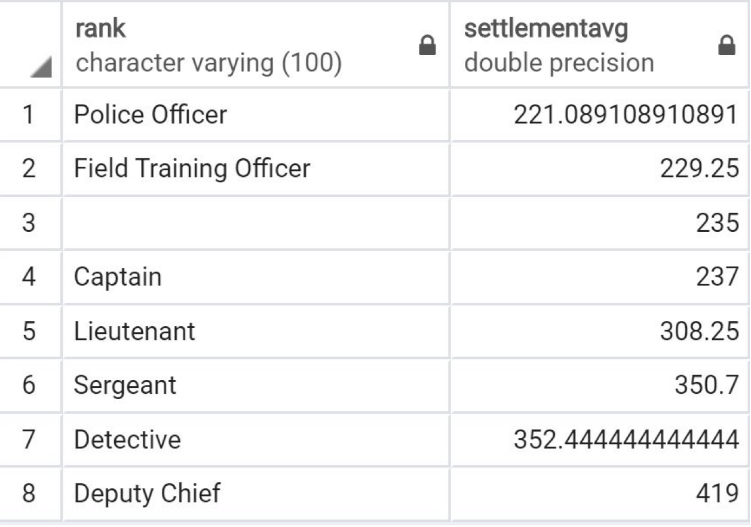 rank settlementavg
character varying (100) double precision
1 Police Officer 221.089108910891
2 Field Training Officer 229.25
3 235
4 Captain 237
5 Lieutenant 308.25
6 Sergeant 350.7
7 Detective 352.444444444444
8 Deputy Chief 419